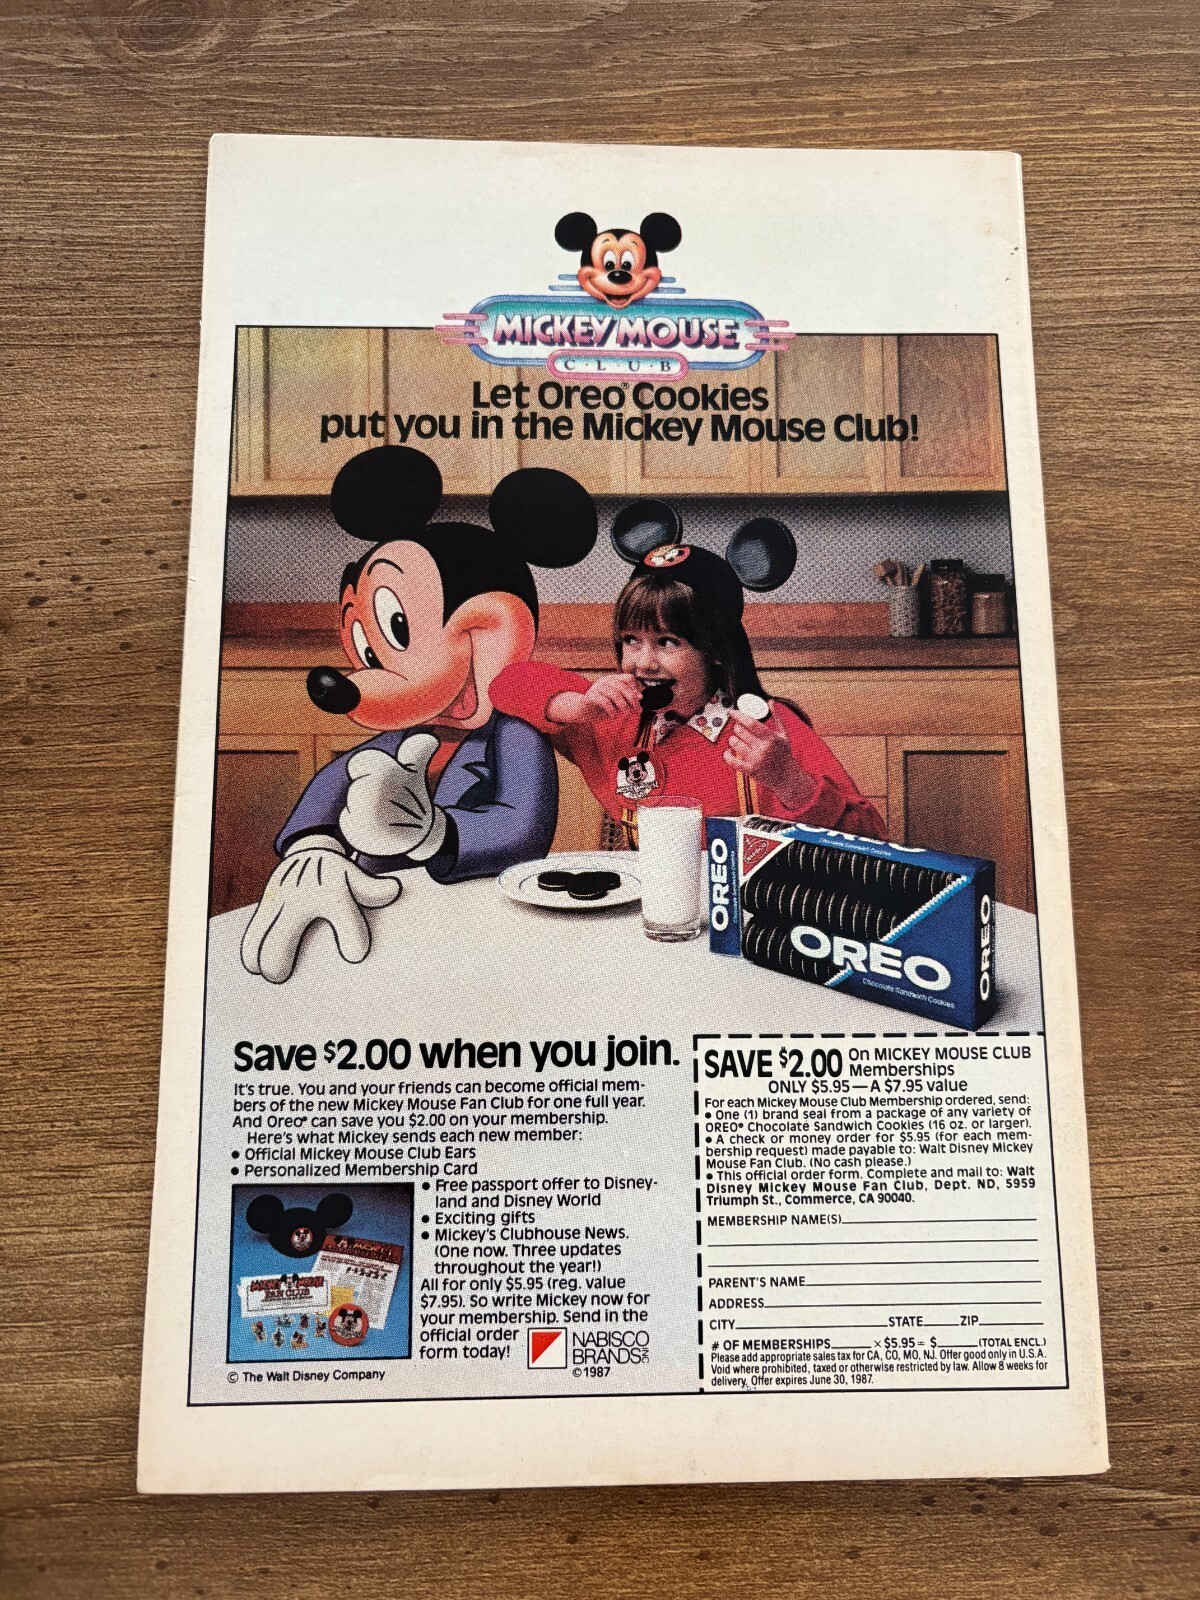 MICKEY MOUSE
C·L·U·B
Let Oreo® Cookies
put you in the Mickey Mouse Club!
NABISCO
OREO
Chocolate Sandwich Cookies
OREO
Chocolate Sandwich Cookies
OREO
Save $2.00 when you join.
It's true. You and your friends can become official mem-
bers of the new Mickey Mouse Fan Club for one full year.
And Oreo® can save you $2.00 on your membership.
Here's what Mickey sends each new member:
• Official Mickey Mouse Club Ears
• Personalized Membership Card
• Free passport offer to Disney-
land and Disney World
• Exciting gifts
• Mickey's Clubhouse News.
(One now. Three updates
throughout the year!)
All for only $5.95 (reg. value
$7.95). So write Mickey now for
your membership. Send in the
official order
form today!
MICKEY MOUSE
FAN CLUB
NABISCO
BRANDS INC
©1987
© The Walt Disney Company
SAVE $2.00 On MICKEY MOUSE CLUB
Memberships
ONLY $5.95—A $7.95 value
For each Mickey Mouse Club Membership ordered, send:
• One (1) brand seal from a package of any variety of
OREO® Chocolate Sandwich Cookies (16 oz. or larger).
• A check or money order for $5.95 (for each mem-
bership request) made payable to: Walt Disney Mickey
Mouse Fan Club. (No cash please.)
• This official order form. Complete and mail to: Walt
Disney Mickey Mouse Fan Club, Dept. ND, 5959
Triumph St., Commerce, CA 90040.
MEMBERSHIP NAME(S)
PARENT'S NAME
ADDRESS
CITY STATE ZIP
# OF MEMBERSHIPS x $5.95 = $ (TOTAL ENCL.)
Please add appropriate sales tax for CA, CO, MO, NJ. Offer good only in U.S.A.
Void where prohibited, taxed or otherwise restricted by law. Allow 8 weeks for
delivery. Offer expires June 30, 1987.